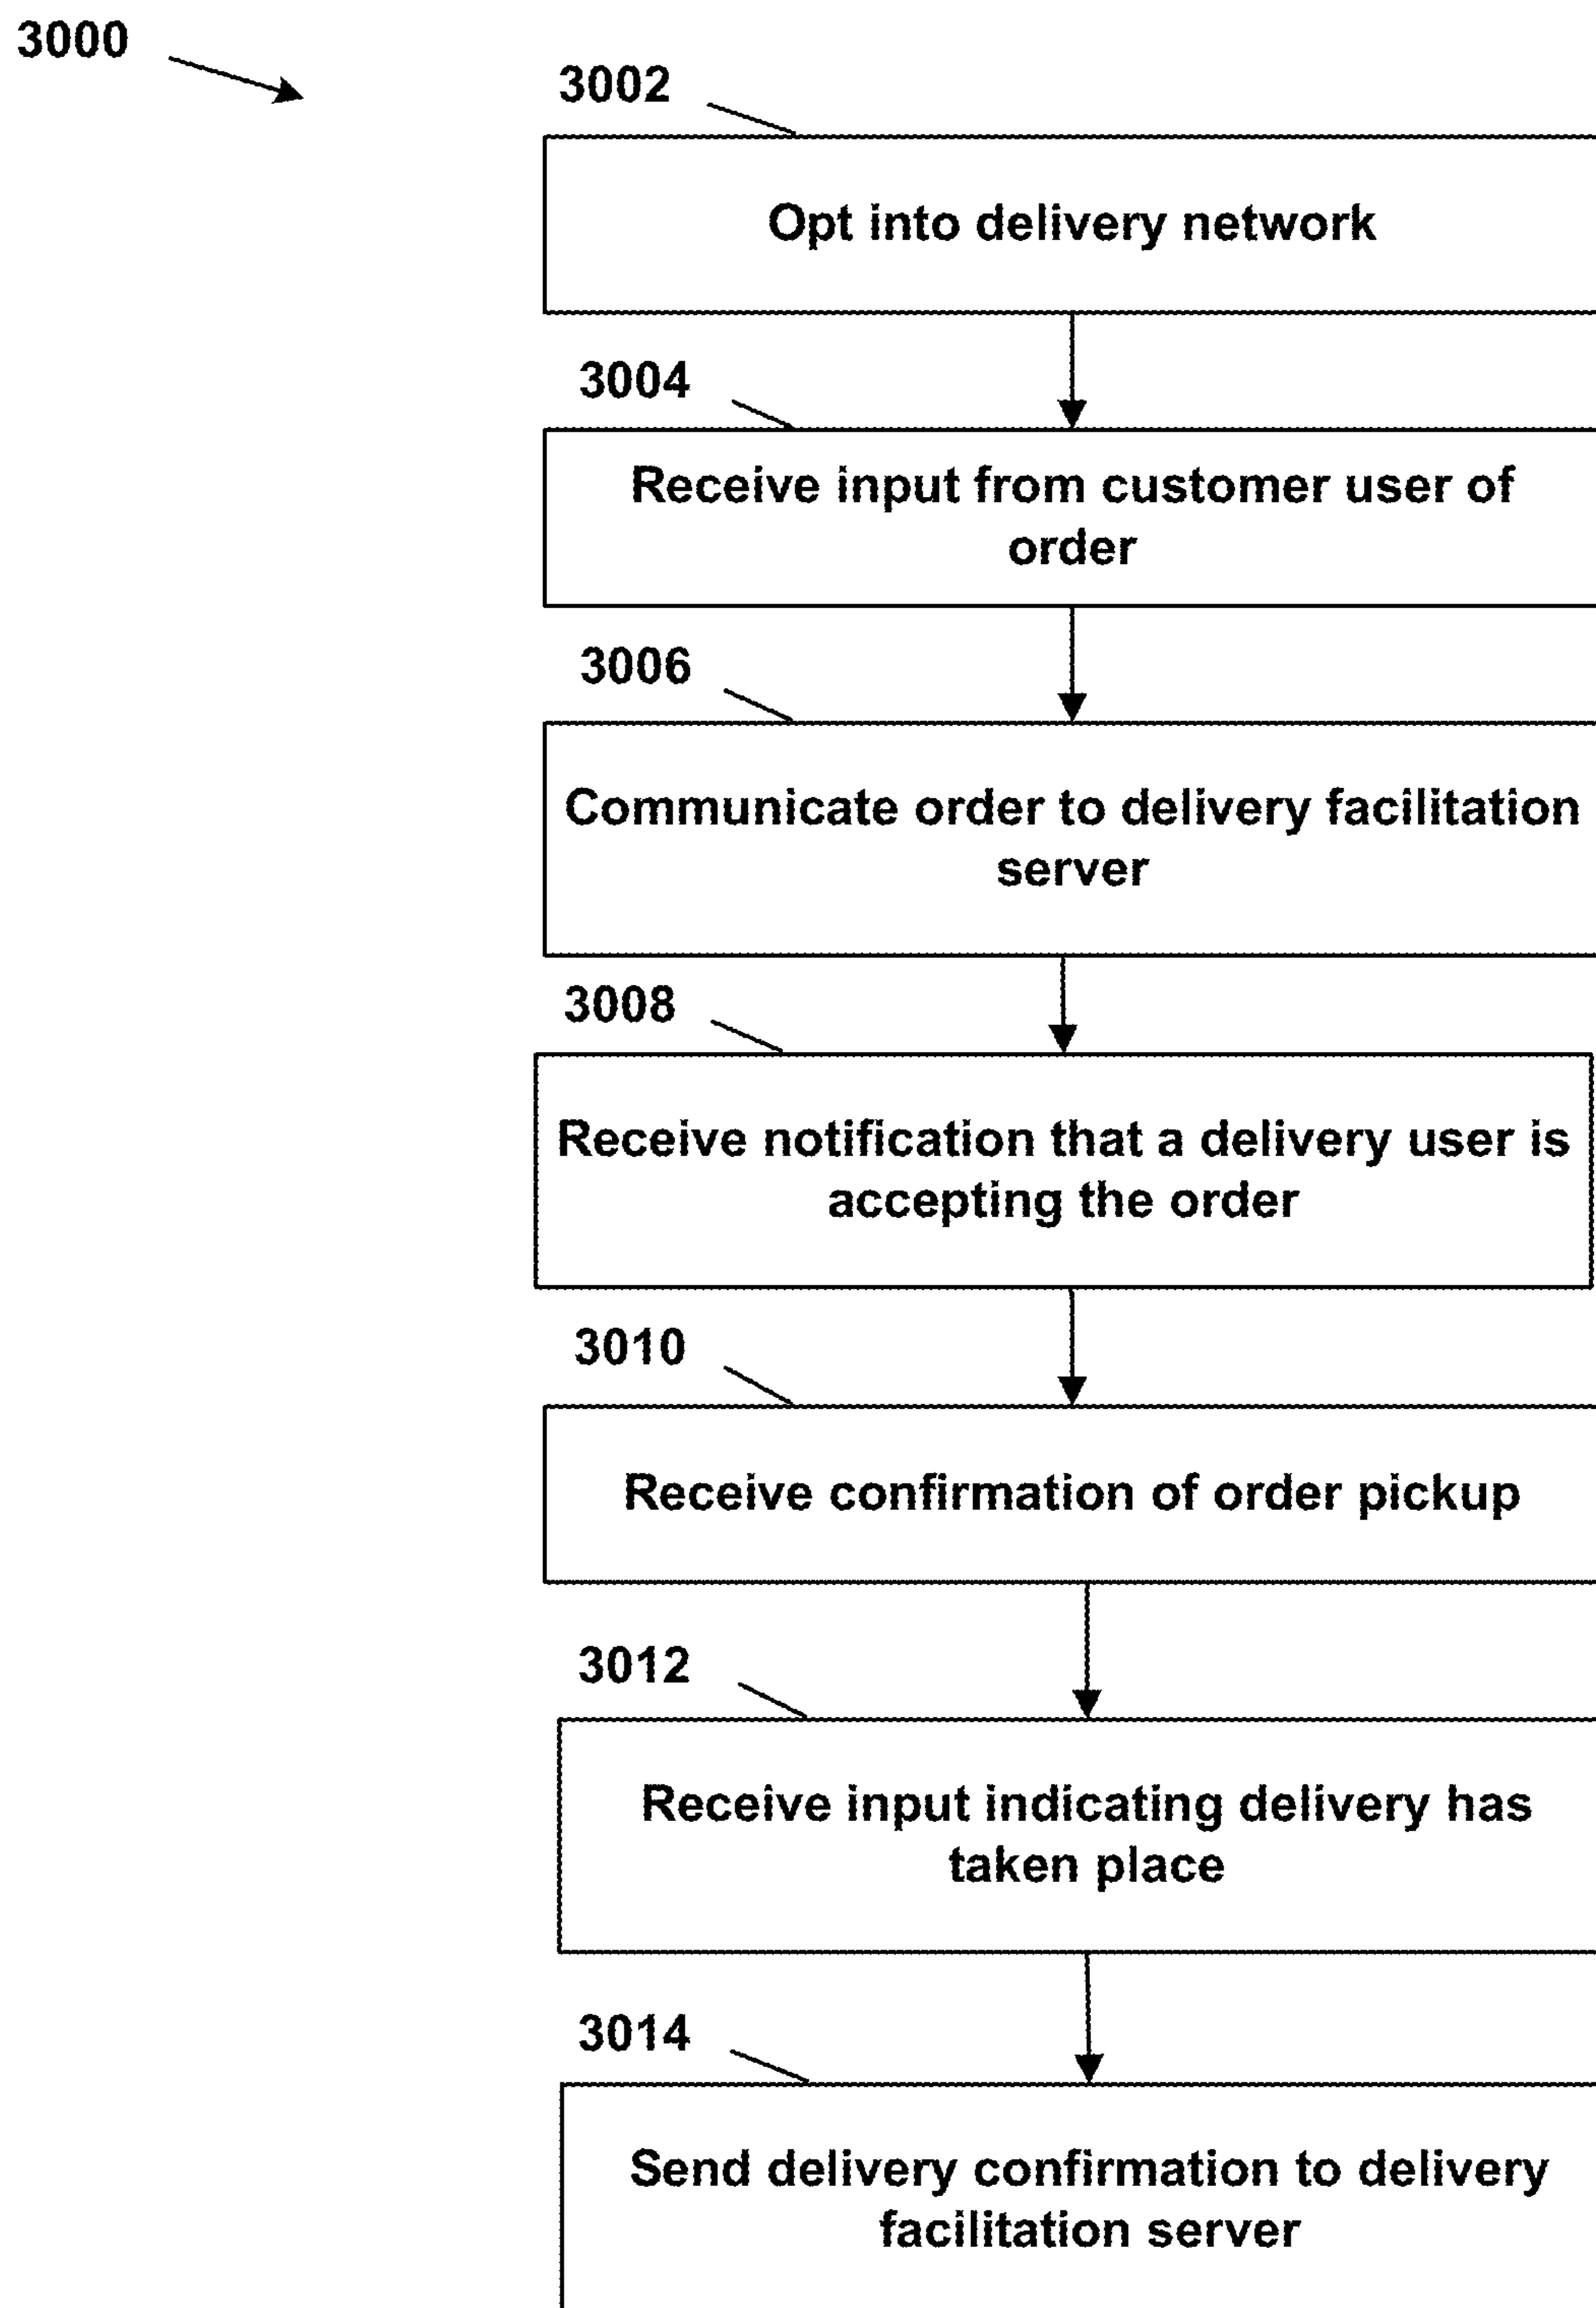 3000
3002
Opt into delivery network
3004
Receive input from customer user of
order
3006
Communicate order to delivery facilitation
server
3008
Receive notification that a delivery user is
accepting the order
3010
Receive confirmation of order pickup
3012
Receive input indicating delivery has
taken place
3014
Send delivery confirmation to delivery
facilitation server